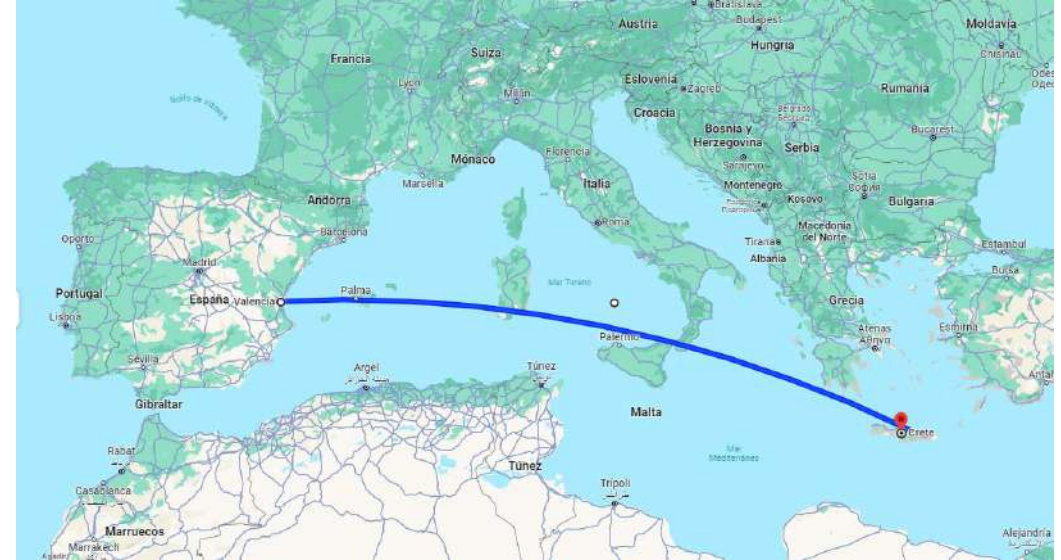 Bratislava
Austria
Budapest
Moldavia
Hungría
Chisinau
Francia
Suiza
Lyon
Eslovenia
Zagreb
Rumanía
Milán
Croacia
Belgrado
Bosnia y
Herzegovina
Serbia
Bucarest
Mónaco
Florencia
Sarajevo
Marsella
Italia
Montenegro
Sofía
София
Andorra
Kosovo
Bulgaria
Roma
Macedonia
del Norte
Barcelona
Oporto
Tirana
Estambul
Albania
Madrid
Bursa
Mar Tirreno
Portugal
España
Valencia
Palma
Grecia
Lisboa
Atenas
Αθήνα
Esmirna
Palermo
Sevilla
Argel
Túnez
Antal
Gibraltar
Malta
Crete
Rabat
Mar
Mediterráneo
Túnez
Casablanca
Trípoli
Marruecos
Alejandría
Marrakech
Agadir